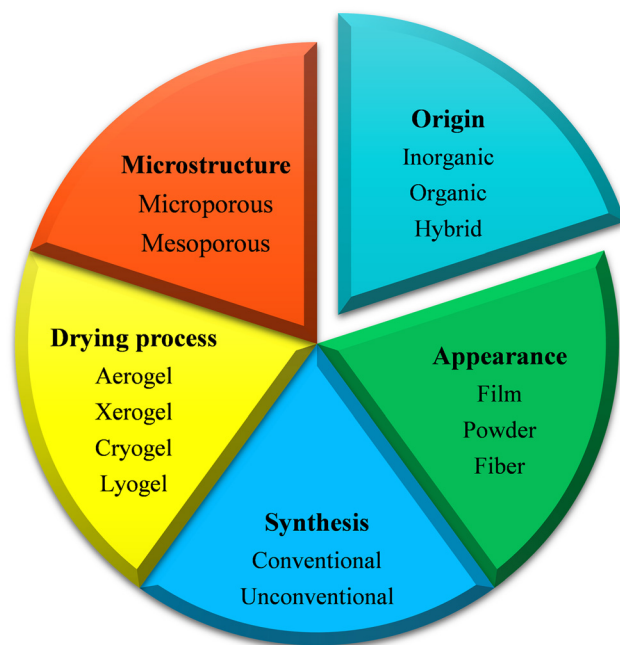 Microstructure
Microporous
Mesoporous
Origin
Inorganic
Organic
Hybrid
Drying process
Aerogel
Xerogel
Cryogel
Lyogel
Appearance
Film
Powder
Fiber
Synthesis
Conventional
Unconventional